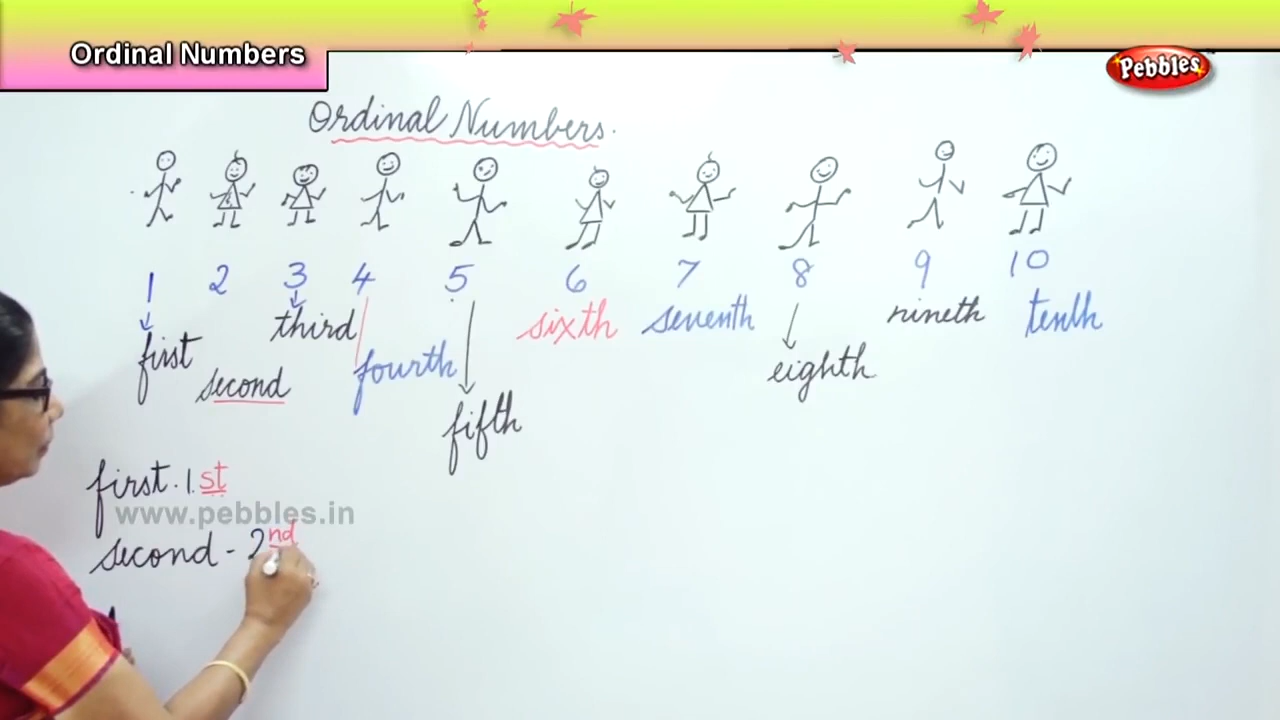 Ordinal Numbers
Pebbles
Ordinal Numbers.
1 2 3 4 5 6 7 8 9 10
first second third fourth fifth sixth seventh eighth nineth tenth
first. 1st
www.pebbles.in
second - 2nd